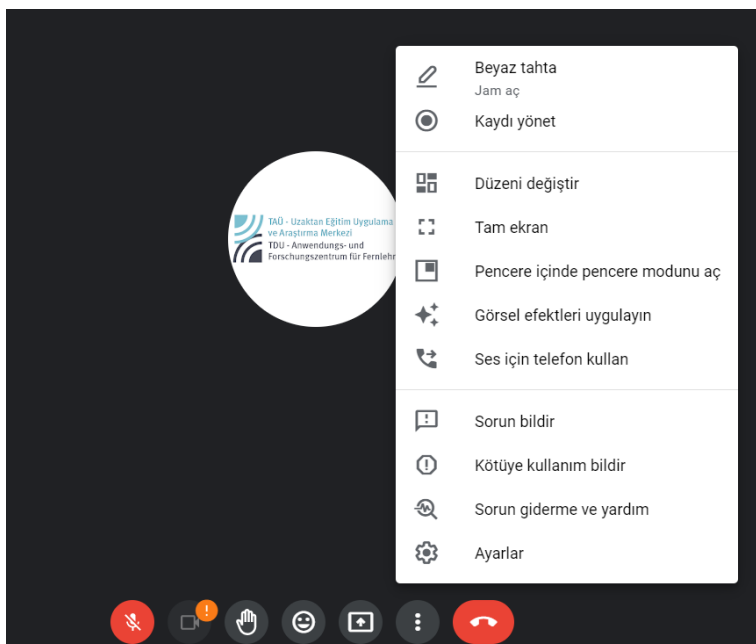 Beyaz tahta
Jam aç
Kaydı yönet
Düzeni değiştir
Tam ekran
Pencere içinde pencere modunu aç
Görsel efektleri uygulayın
Ses için telefon kullan
Sorun bildir
Kötüye kullanım bildir
Sorun giderme ve yardım
Ayarlar
TAÜ - Uzaktan Eğitim Uygulama
ve Araştırma Merkezi
TDU - Anwendungs- und
Forschungszentrum für Fernlehr